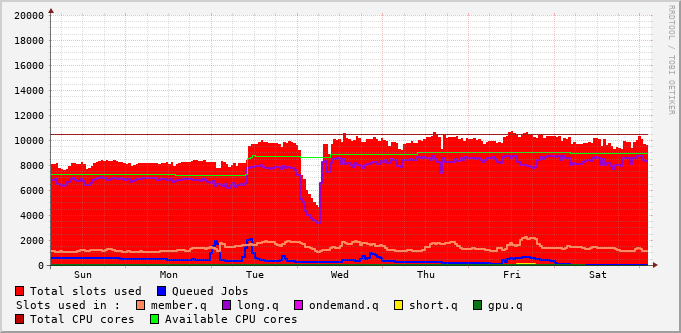 20000
18000
16000
14000
12000
10000
8000
6000
4000
2000
0
Sun Mon Tue Wed Thu Fri Sat
Total slots used Queued Jobs
Slots used in : member.q long.q ondemand.q short.q gpu.q
Total CPU cores Available CPU cores
RRDTOOL / TOBI OETIKER